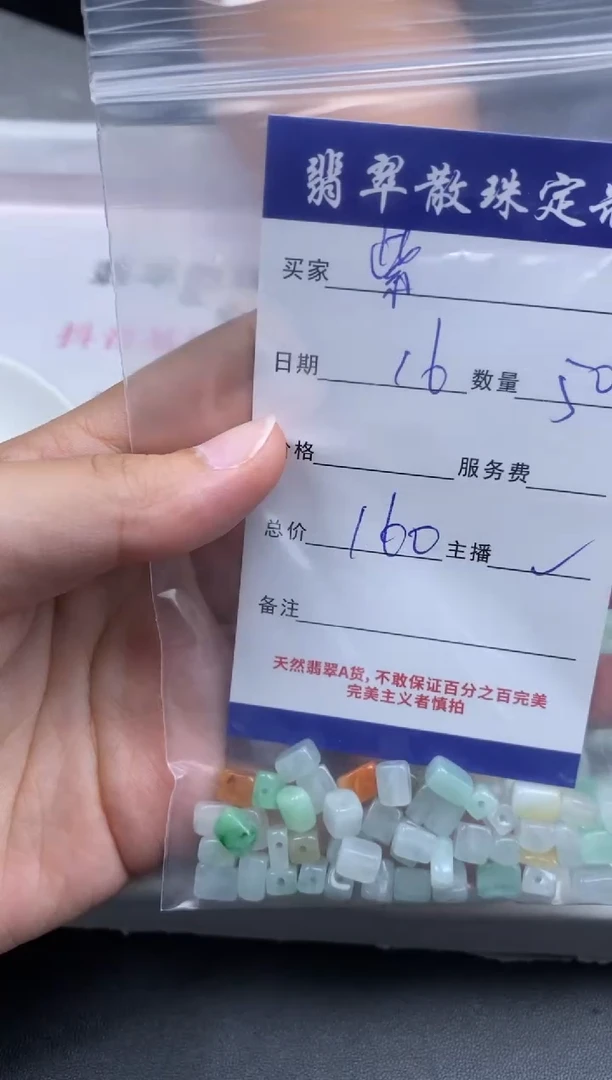 翡翠散珠定
买家 紫
日期 16 数量 50
价格 服务费
总价 160 主播 ✓
备注
天然翡翠A货,不敢保证百分之百完美
完美主义者慎拍